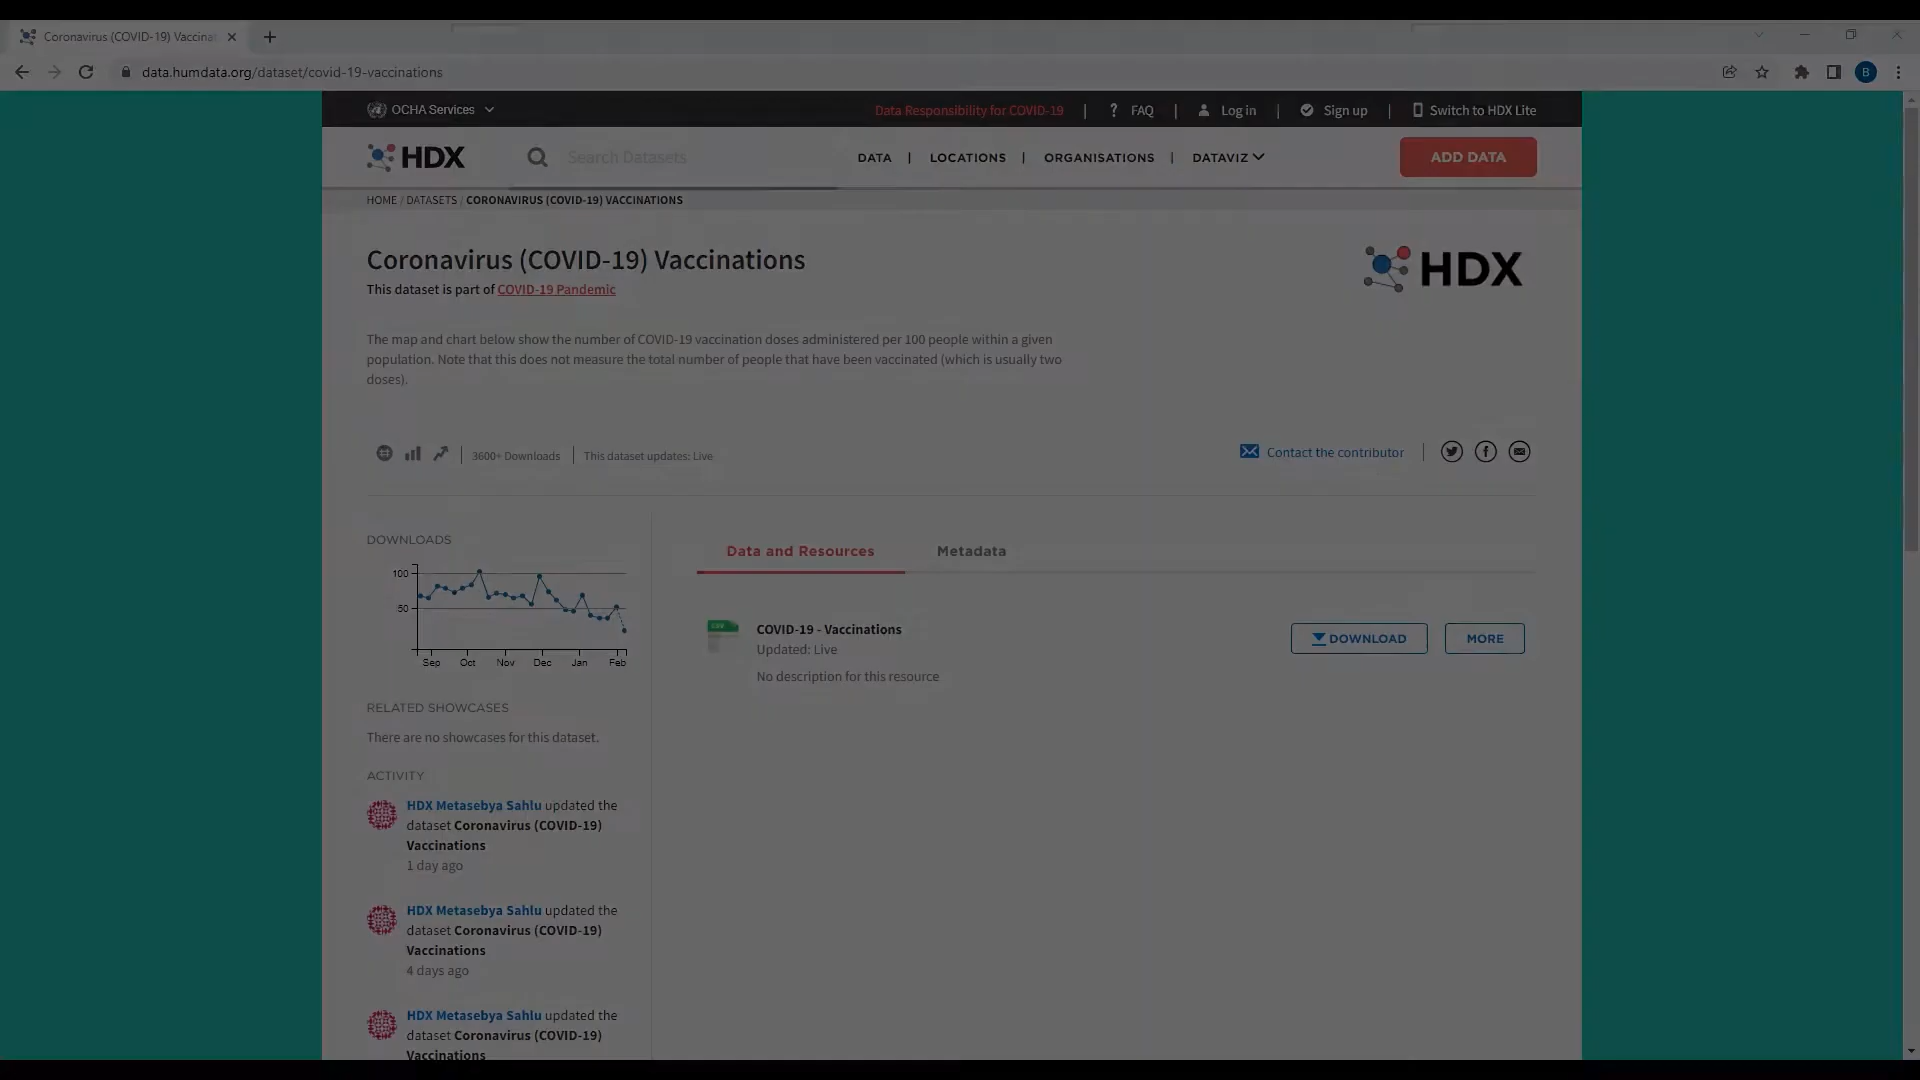 Coronavirus (COVID-19) Vaccina
data.humdata.org/dataset/covid-19-vaccinations
B
OCHA Services
Data Responsibility for COVID-19 | ? FAQ | Log in | Sign up | Switch to HDX Lite
HDX
Search Datasets
DATA | LOCATIONS | ORGANISATIONS | DATAVIZ
ADD DATA
HOME / DATASETS / CORONAVIRUS (COVID-19) VACCINATIONS
Coronavirus (COVID-19) Vaccinations
This dataset is part of COVID-19 Pandemic
HDX
The map and chart below show the number of COVID-19 vaccination doses administered per 100 people within a given
population. Note that this does not measure the total number of people that have been vaccinated (which is usually two
doses).
3600+ Downloads | This dataset updates: Live
Contact the contributor
DOWNLOADS
100
50
Sep Oct Nov Dec Jan Feb
RELATED SHOWCASES
There are no showcases for this dataset.
ACTIVITY
HDX Metasebya Sahlu updated the
dataset Coronavirus (COVID-19)
Vaccinations
1 day ago
HDX Metasebya Sahlu updated the
dataset Coronavirus (COVID-19)
Vaccinations
4 days ago
HDX Metasebya Sahlu updated the
dataset Coronavirus (COVID-19)
Vaccinations
Data and Resources
Metadata
CSV
COVID-19 - Vaccinations
Updated: Live
No description for this resource
DOWNLOAD
MORE